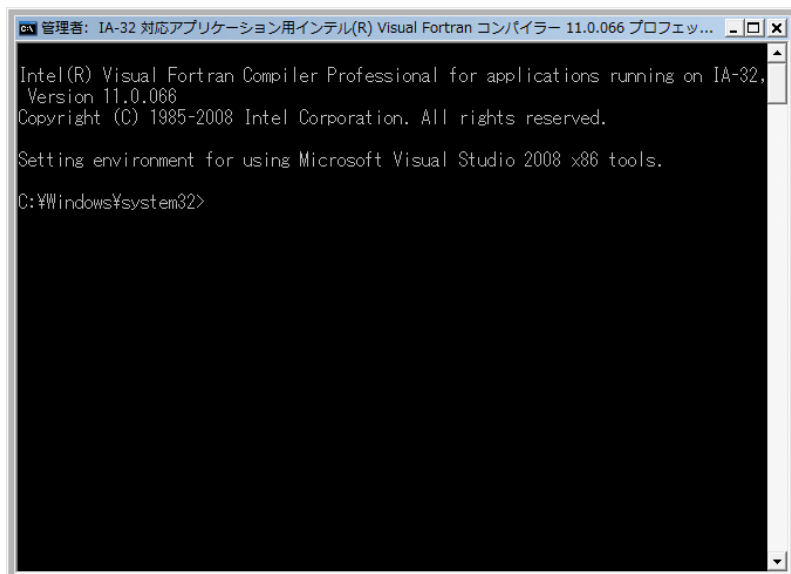 管理者: IA-32 対応アプリケーション用インテル(R) Visual Fortran コンパイラー 11.0.066 プロフェッ...
Intel(R) Visual Fortran Compiler Professional for applications running on IA-32,
Version 11.0.066
Copyright (C) 1985-2008 Intel Corporation. All rights reserved.
Setting environment for using Microsoft Visual Studio 2008 x86 tools.
C:¥Windows¥system32>